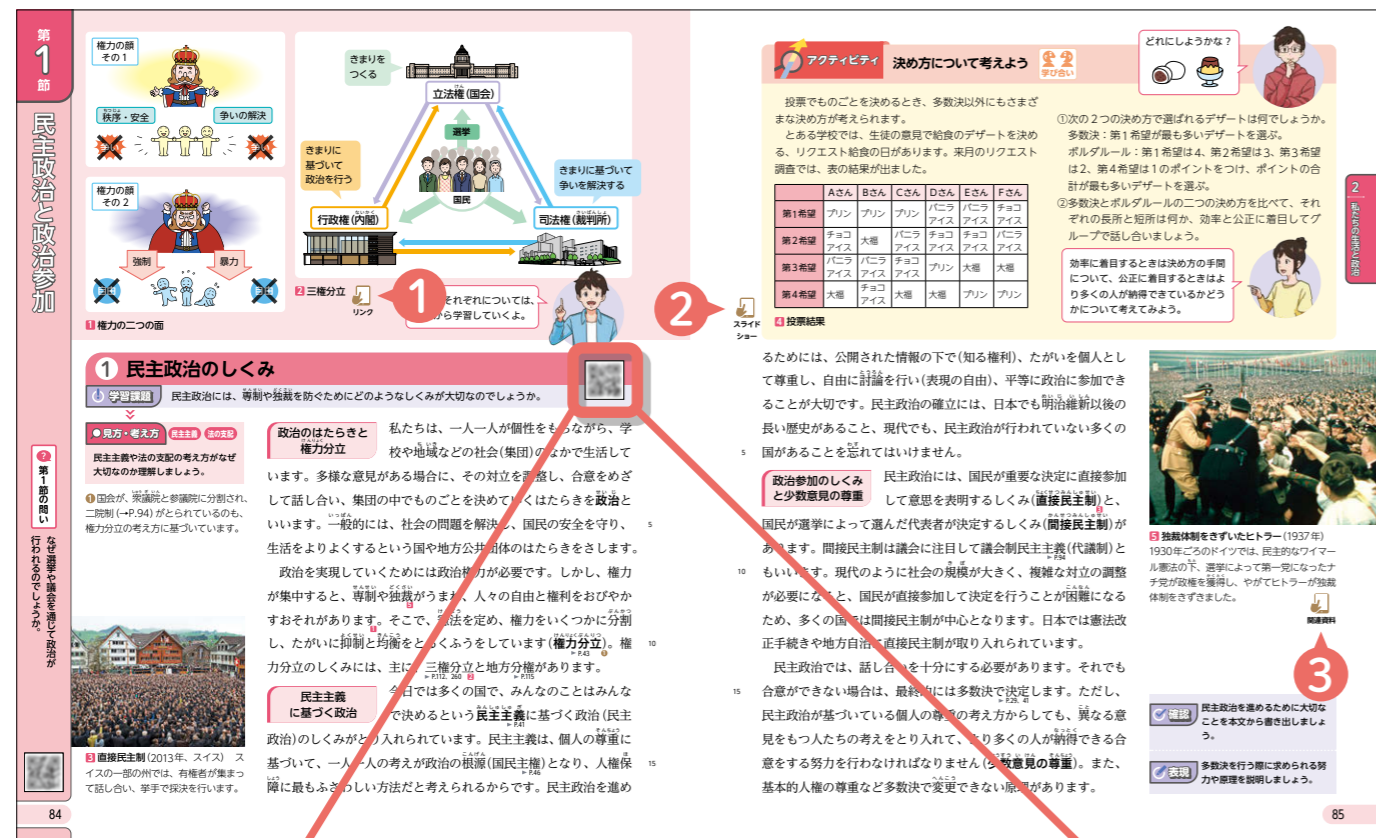 第
1
節
民主政治と政治参加
?
第1節の問い
なぜ選挙や議会を通じて政治が
行われるのでしょうか。
84
権力の顔
その1
ちつじょ
秩序・安全
争いの解決
争い
争い
権力の顔
その2
強制
暴力
1 権力の二つの面
きまりを
つくる
けん
立法権(国会)
選挙
きまりに
基づいて
政治を行う
きまりに基づいて
争いを解決する
国民
ないかく
行政権(内閣)
さいばんしょ
司法権(裁判所)
2 三権分立
リンク
1
それぞれについては、
から学習していくよ。
1 民主政治のしくみ
学習課題
せんせい どくさい
民主政治には、専制や独裁を防ぐためにどのようなしくみが大切なのでしょうか。
見方・考え方 民主主義 法の支配
民主主義や法の支配の考え方がなぜ
大切なのか理解しましょう。
❶国会が、衆議院と参議院に分割され、
二院制(→P.94)がとられているのも、
権力分立の考え方に基づいています。
3 直接民主制(2013年、スイス) ス
イスの一部の州では、有権者が集まっ
て話し合い、挙手で採決を行います。
政治のはたらきと
権力分立
私たちは、一人一人が個性をもちながら、学
校や地域などの社会(集団)のなかで生活して
います。多様な意見がある場合に、その対立を調整し、合意をめざ
して話し合い、集団の中でものごとを決めていくはたらきを政治と
いいます。一般的には、社会の問題を解決し、国民の安全を守り、
5
生活をよりよくするという国や地方公共団体のはたらきをさします。
政治を実現していくためには政治権力が必要です。しかし、権力
が集中すると、専制や独裁がうまれ、人々の自由と権利をおびやか
5
すおそれがあります。そこで、憲法を定め、権力をいくつかに分割
1
し、たがいに抑制と均衡をとるくふうをしています(権力分立)。権
10
▶P.43 ❶
力分立のしくみには、主に、三権分立と地方分権があります。
▶P.112、260 2
▶P.115
民主主義
に基づく政治
今日では多くの国で、みんなのことはみんな
で決めるという民主主義に基づく政治(民主
▶P.41
政治)のしくみがとり入れられています。民主主義は、個人の尊重に
基づいて、一人一人の考えが政治の根源(国民主権)となり、人権保
15
▶P.46
障に最もふさわしい方法だと考えられるからです。民主政治を進め
アクティビティ 決め方について考えよう
学び合い
どれにしようかな?
投票でものごとを決めるとき、多数決以外にもさまざ
まな決め方が考えられます。
とある学校では、生徒の意見で給食のデザートを決め
る、リクエスト給食の日があります。来月のリクエスト
調査では、表の結果が出ました。
Aさん Bさん Cさん Dさん Eさん Fさん
第1希望 プリン プリン プリン バニラアイス バニラアイス チョコアイス
第2希望 チョコアイス 大福 バニラアイス チョコアイス チョコアイス バニラアイス
第3希望 バニラアイス バニラアイス チョコアイス プリン 大福 大福
第4希望 大福 チョコアイス 大福 大福 プリン プリン
4 投票結果
2
スライド
ショー
①次の2つの決め方で選ばれるデザートは何でしょうか。
多数決:第1希望が最も多いデザートを選ぶ。
ボルダルール:第1希望は4、第2希望は3、第3希望
は2、第4希望は1のポイントをつけ、ポイントの合
計が最も多いデザートを選ぶ。
②多数決とボルダルールの二つの決め方を比べて、それ
ぞれの長所と短所は何か、効率と公正に着目してグ
ループで話し合いましょう。
効率に着目するときは決め方の手間
について、公正に着目するときはよ
り多くの人が納得できているかどう
かについて考えてみよう。
るためには、公開された情報の下で(知る権利)、たがいを個人とし
て尊重し、自由に討論を行い(表現の自由)、平等に政治に参加でき
ることが大切です。民主政治の確立には、日本でも明治維新以後の
長い歴史があること、現代でも、民主政治が行われていない多くの
5
国があることを忘れてはいけません。
政治参加のしくみ
と少数意見の尊重
民主政治には、国民が重要な決定に直接参加
して意思を表明するしくみ(直接民主制)と、
3
国民が選挙によって選んだ代表者が決定するしくみ(間接民主制)が
あります。間接民主制は議会に注目して議会制民主主義(代議制)と
▶P.94
10
もいいます。現代のように社会の規模が大きく、複雑な対立の調整
が必要になると、国民が直接参加して決定を行うことが困難になる
ため、多くの国では間接民主制が中心となります。日本では憲法改
正手続きや地方自治に直接民主制が取り入れられています。
民主政治では、話し合いを十分にする必要があります。それでも
15
合意ができない場合は、最終的には多数決で決定します。ただし、
▶P.29、41
民主政治が基づいている個人の尊重の考え方からしても、異なる意
見をもつ人たちの考えをとり入れて、より多くの人が納得できる合
意をする努力を行わなければなりません(少数意見の尊重)。また、
基本的人権の尊重など多数決で変更できない原理があります。
5 独裁体制をきずいたヒトラー(1937年)
1930年ごろのドイツでは、民主的なワイマー
ル憲法の下、選挙によって第一党になったナ
チ党が政権を獲得し、やがてヒトラーが独裁
体制をきずきました。
関連資料
3
確認
民主政治を進めるために大切な
ことを本文から書き出しましょ
う。
表現
多数決を行う際に求められる努
力や原理を説明しましょう。
2
私たちの生活と政治
85